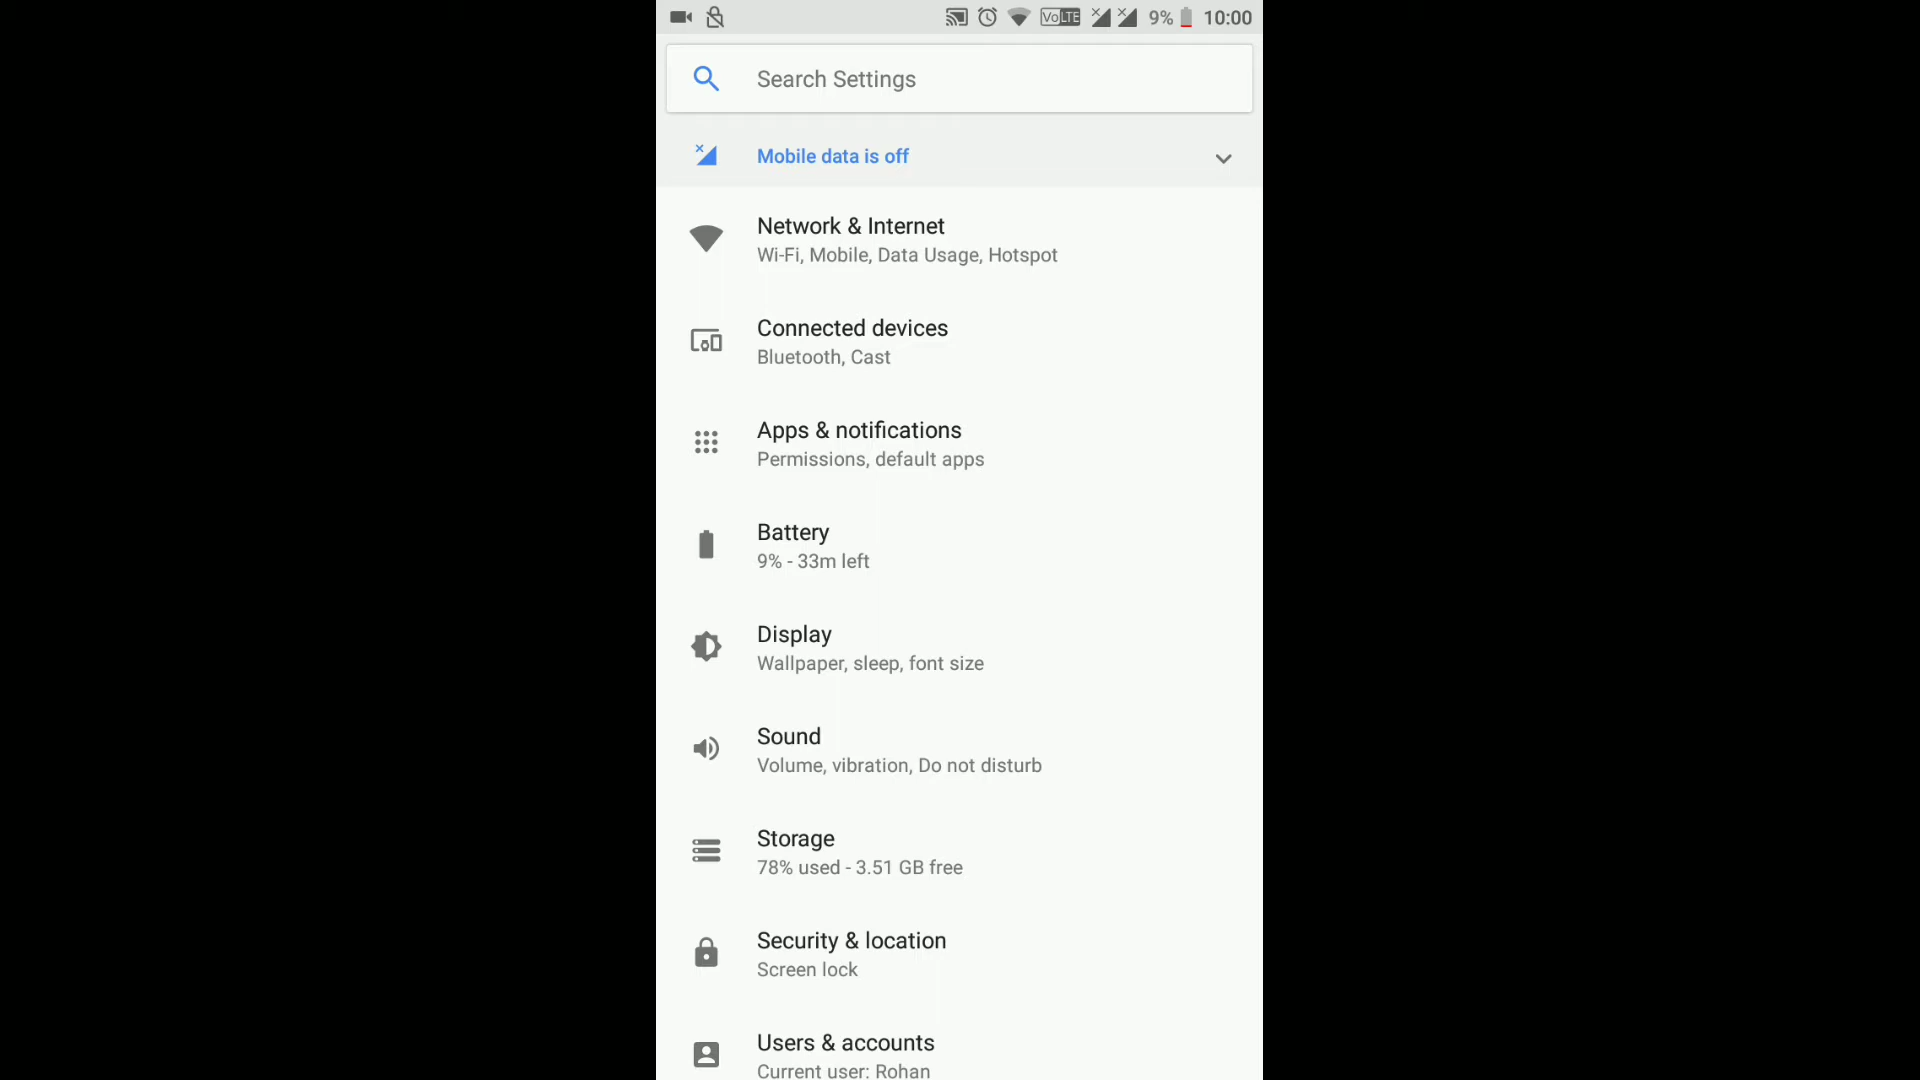 VoLTE 9% 10:00
Search Settings
Mobile data is off
Network & Internet
Wi-Fi, Mobile, Data Usage, Hotspot
Connected devices
Bluetooth, Cast
Apps & notifications
Permissions, default apps
Battery
9% - 33m left
Display
Wallpaper, sleep, font size
Sound
Volume, vibration, Do not disturb
Storage
78% used - 3.51 GB free
Security & location
Screen lock
Users & accounts
Current user: Rohan